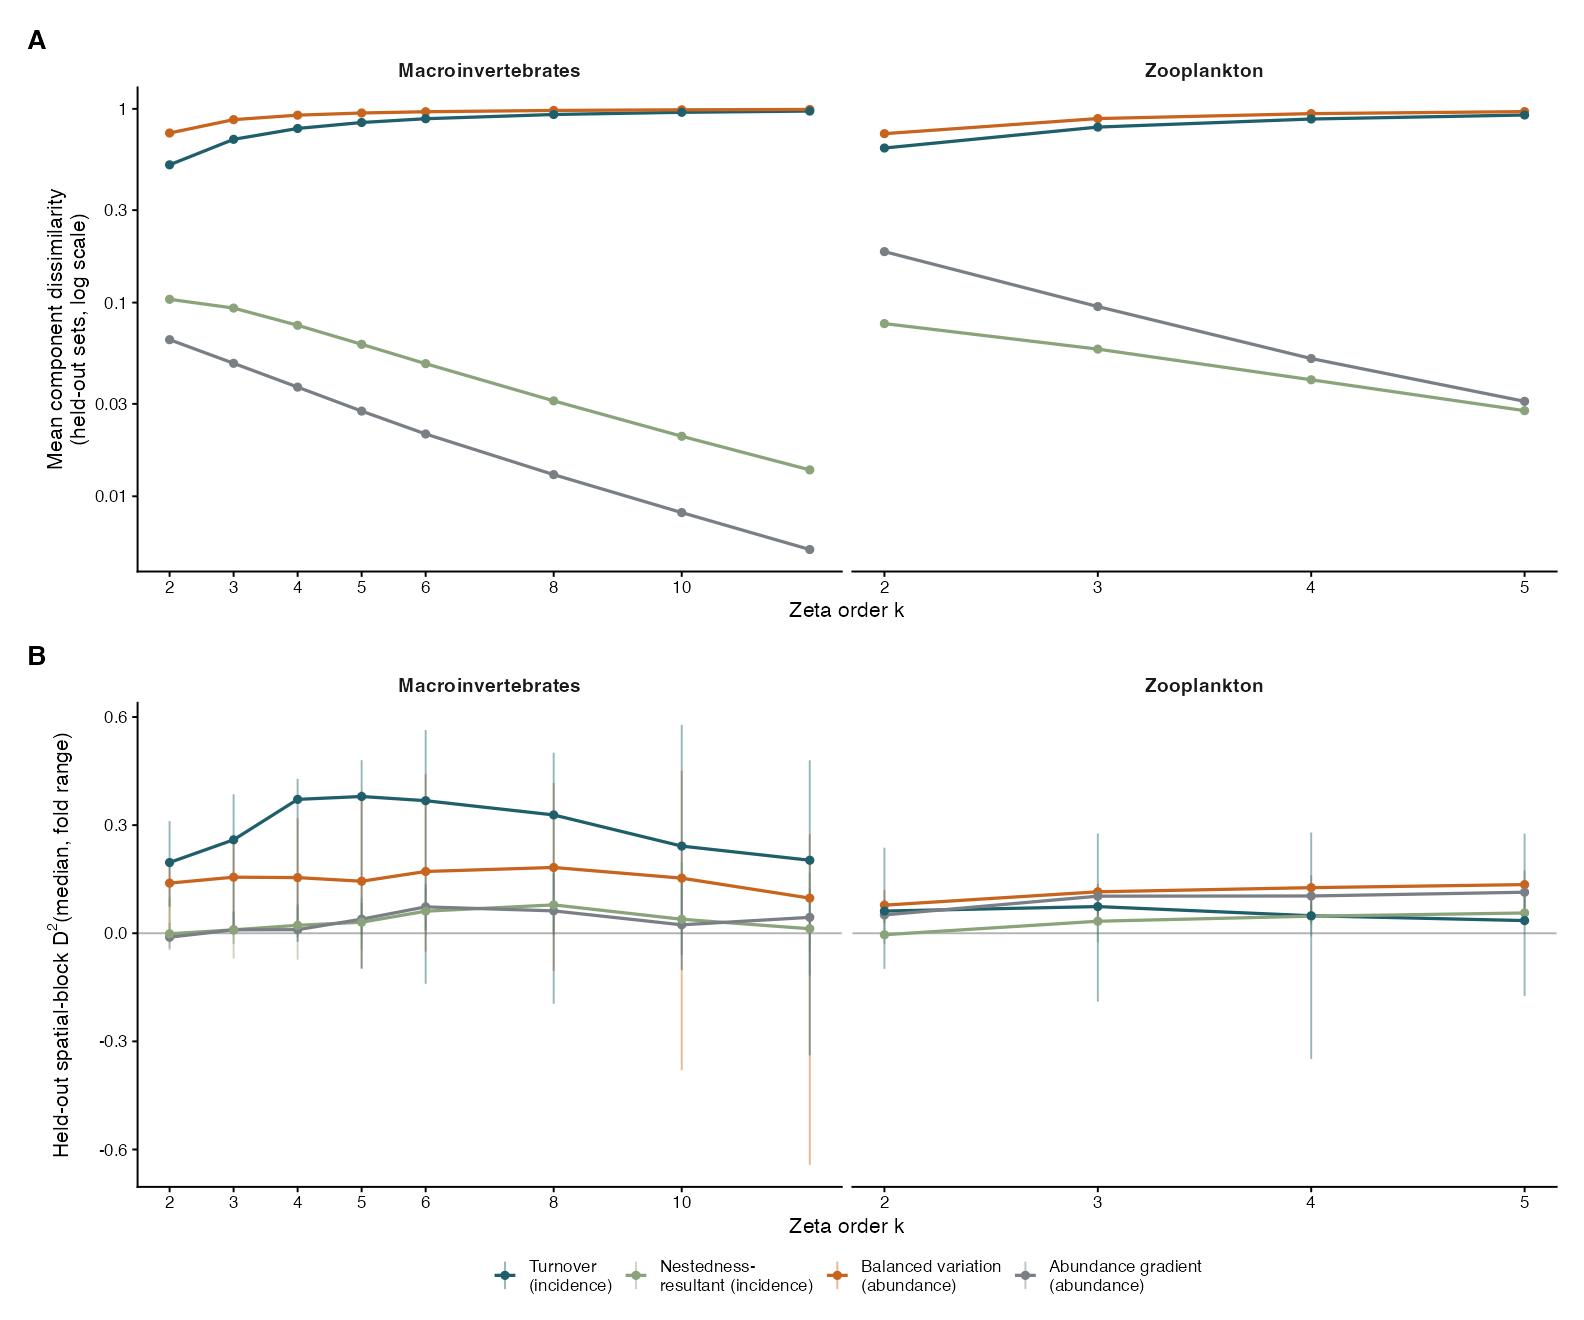 A
Macroinvertebrates
Zooplankton
Mean component dissimilarity
(held-out sets, log scale)
1
0.3
0.1
0.03
0.01
2 3 4 5 6 8 10
2 3 4 5
Zeta order k
B
Macroinvertebrates
Zooplankton
Held-out spatial-block D²(median, fold range)
0.6
0.3
0.0
-0.3
-0.6
2 3 4 5 6 8 10
2 3 4 5
Zeta order k
Turnover
(incidence)
Nestedness-
resultant (incidence)
Balanced variation
(abundance)
Abundance gradient
(abundance)